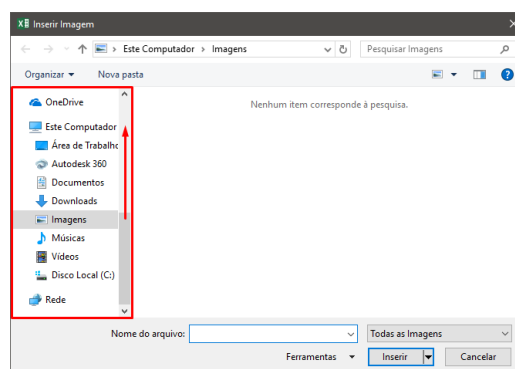 Inserir Imagem
Este Computador > Imagens
Pesquisar Imagens
Organizar
Nova pasta
OneDrive
Nenhum item corresponde à pesquisa.
Este Computador
Área de Trabalho
Autodesk 360
Documentos
Downloads
Imagens
Músicas
Vídeos
Disco Local (C:)
Rede
Nome do arquivo:
Todas as Imagens
Ferramentas
Inserir
Cancelar